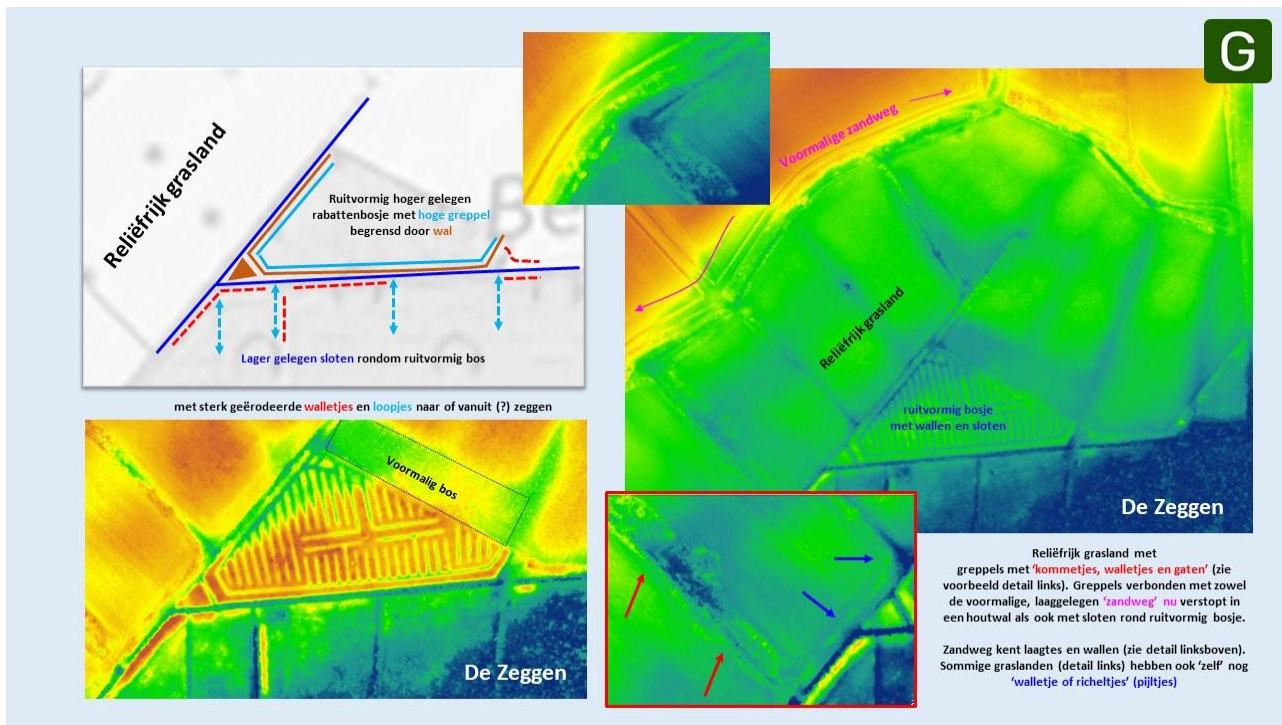 G
Reliëfrijk grasland
Ruitvormig hoger gelegen
rabattenbosje met hoge greppel
begrensd door wal
Be
Lager gelegen sloten rondom ruitvormig bos
met sterk geërodeerde walletjes en loopjes naar of vanuit (?) zeggen
Voormalig bos
De Zeggen
Voormalige zandweg
Reliëfrijk grasland
ruitvormig bosje
met wallen en sloten
De Zeggen
Reliëfrijk grasland met
greppels met ‘kommetjes, walletjes en gaten’ (zie
voorbeeld detail links). Greppels verbonden met zowel
de voormalige, laaggelegen ‘zandweg’ nu verstopt in
een houtwal als ook met sloten rond ruitvormig bosje.
Zandweg kent laagtes en wallen (zie detail linksboven).
Sommige graslanden (detail links) hebben ook ‘zelf’ nog
‘walletje of richeltjes’ (pijltjes)